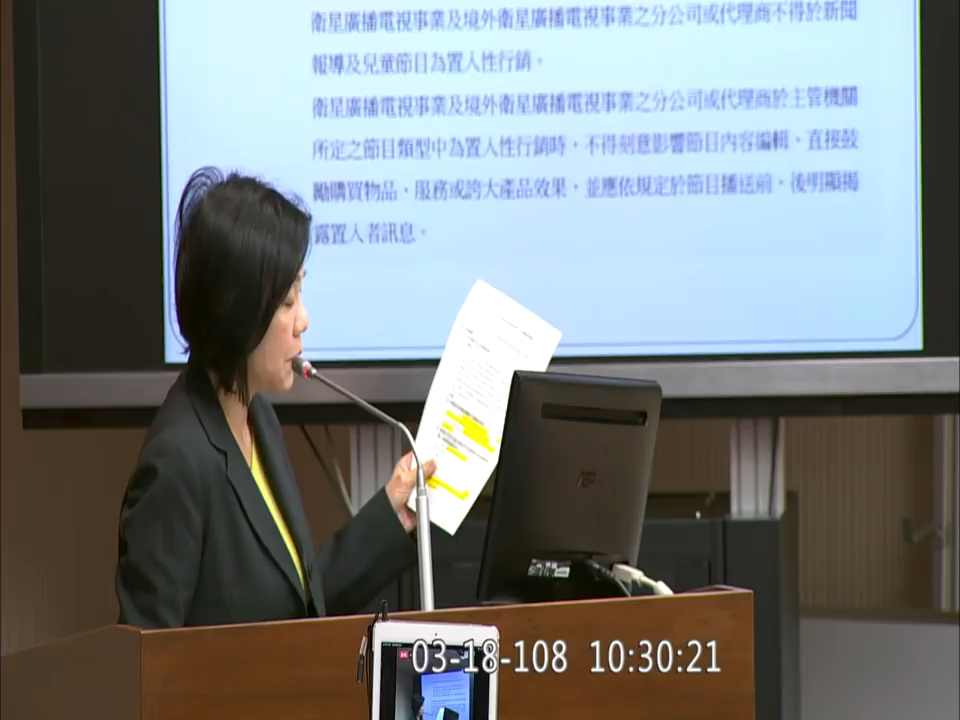 衛星廣播電視事業及境外衛星廣播電視事業之分公司或代理商不得於新聞
報導及兒童節目為置入性行銷。
衛星廣播電視事業及境外衛星廣播電視事業之分公司或代理商於主管機關
所定之節目類型中為置入性行銷時，不得刻意影響節目內容編輯、直接鼓
勵購買物品、服務或誇大產品效果，並應依規定於節目播送前、後明顯揭
露置入者訊息。
03-18-108 10:30:21